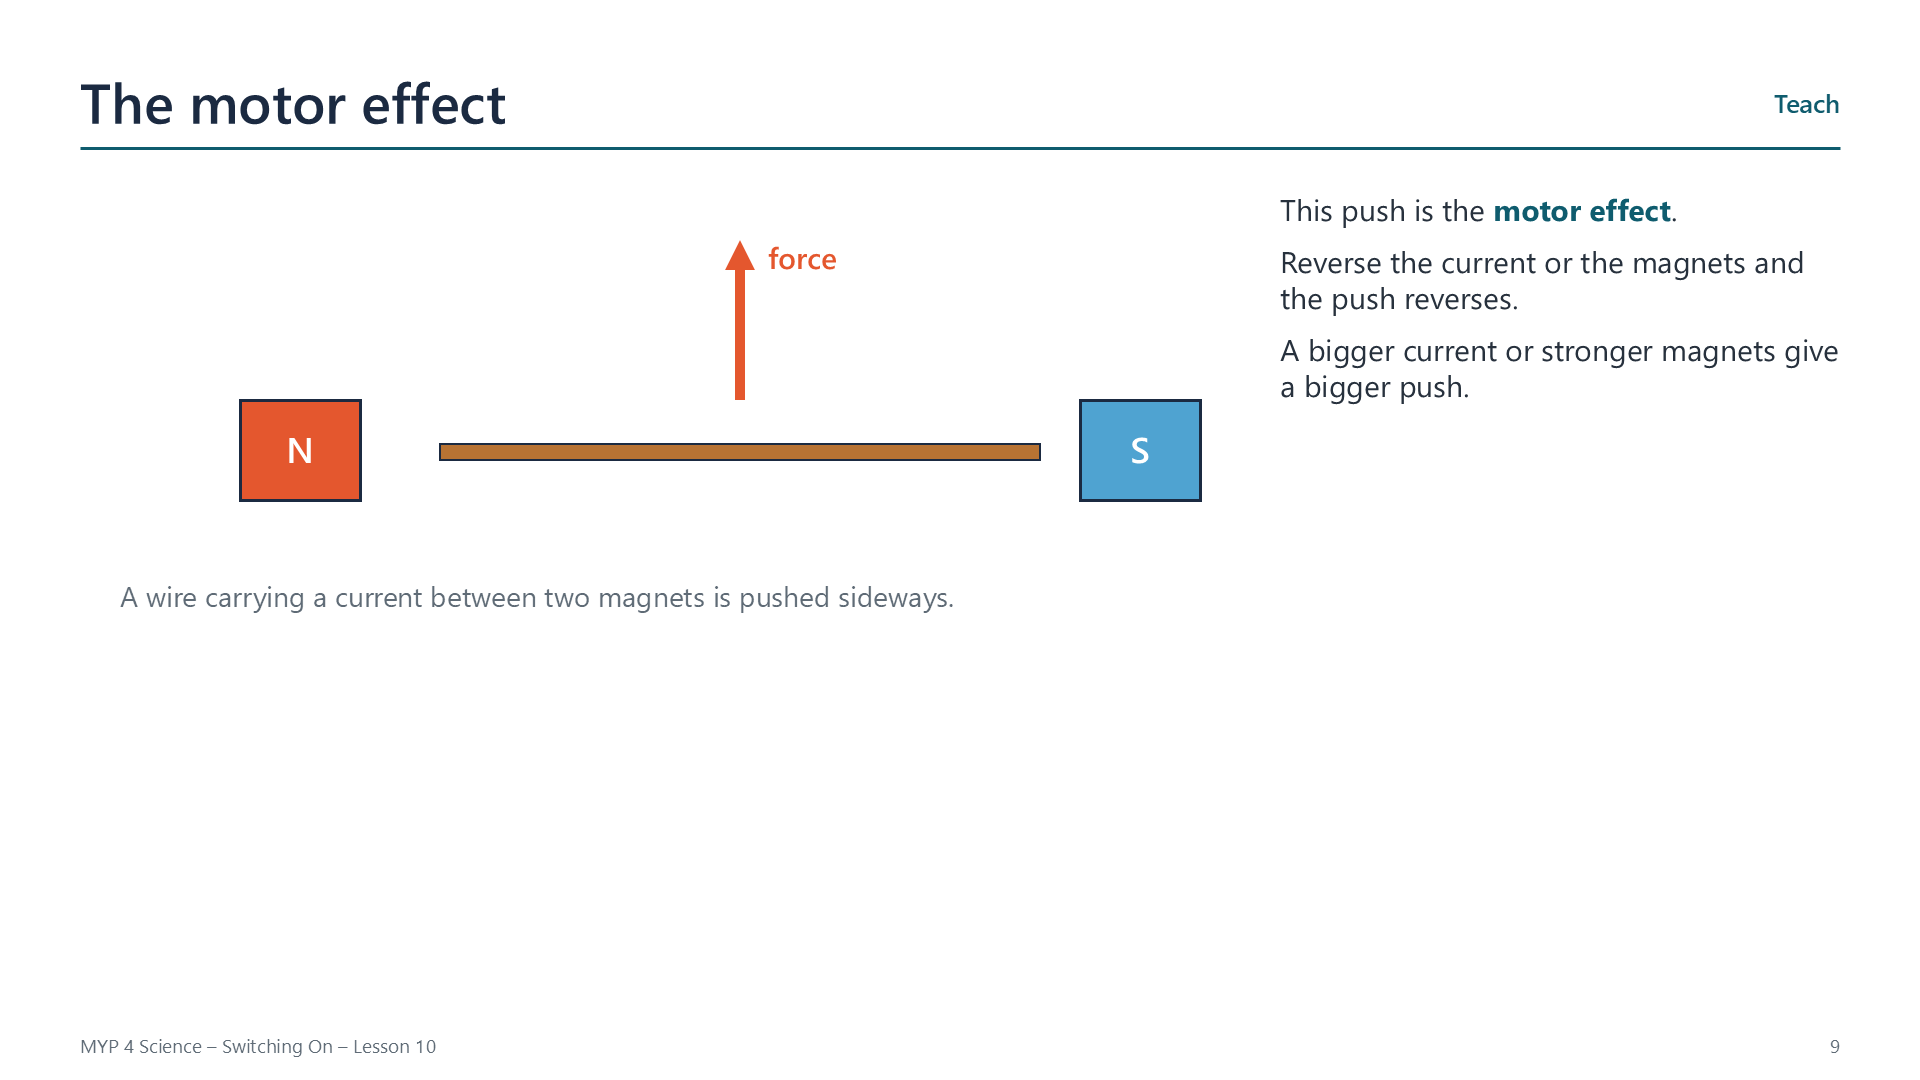 The motor effect
Teach
This push is the motor effect.
Reverse the current or the magnets and
the push reverses.
A bigger current or stronger magnets give
a bigger push.
force
N
S
A wire carrying a current between two magnets is pushed sideways.
MYP 4 Science – Switching On – Lesson 10
9